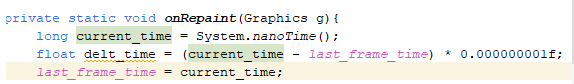 private static void onRepaint(Graphics g){
long current_time = System.nanoTime();
float delt_time = (current_time - last_frame_time) * 0.000000001f;
last_frame_time = current_time;